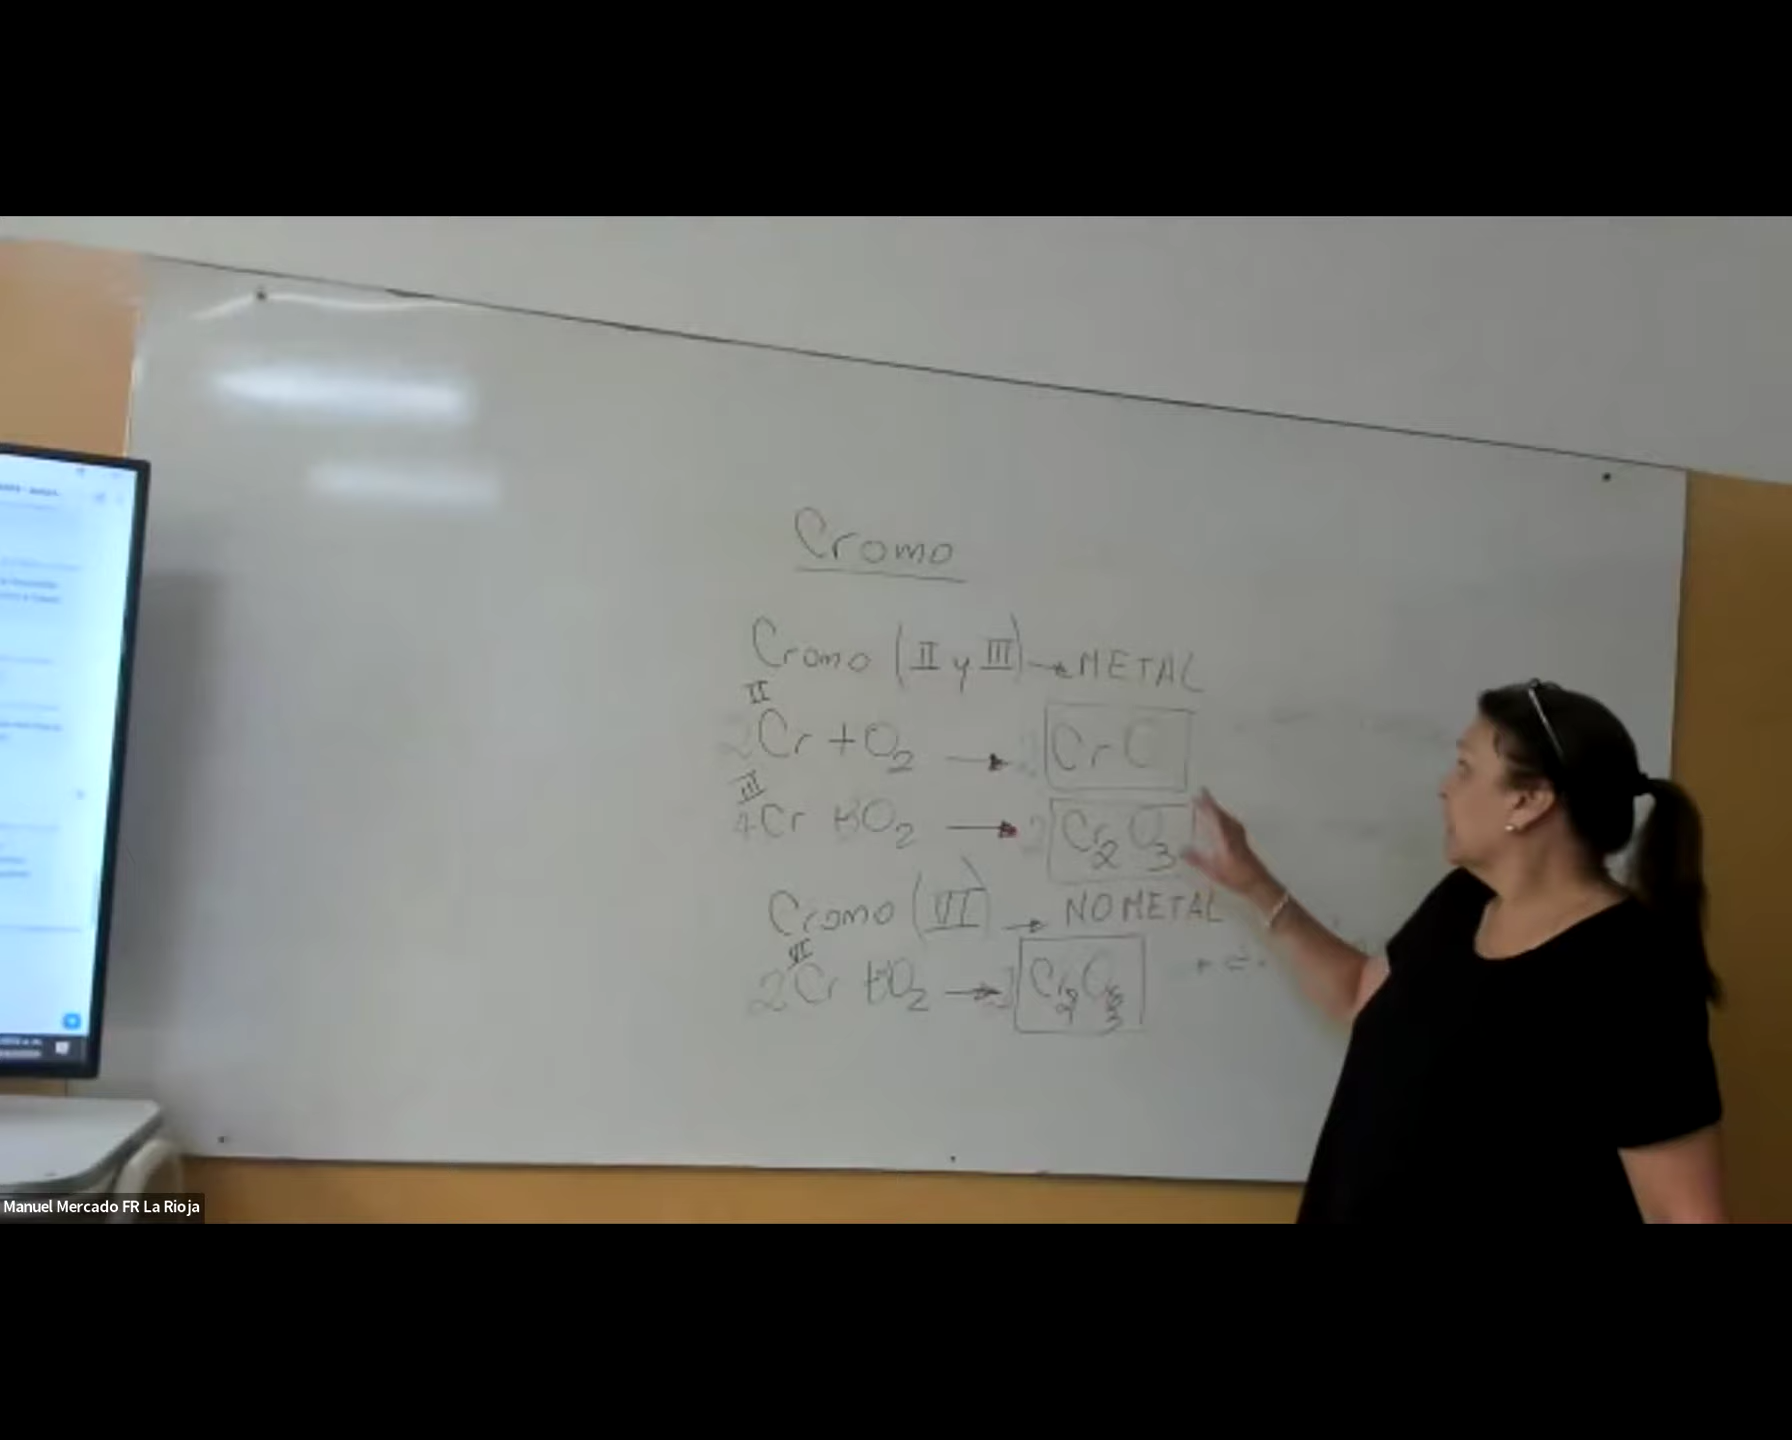 Cromo
Cromo (II y III) → METAL
II
2Cr + O2 → 2 CrO
III
4Cr + 3O2 → 2 Cr2O3
Cromo (VI) → NO METAL
VI
2Cr + 3O2 → 2
Manuel Mercado FR La Rioja